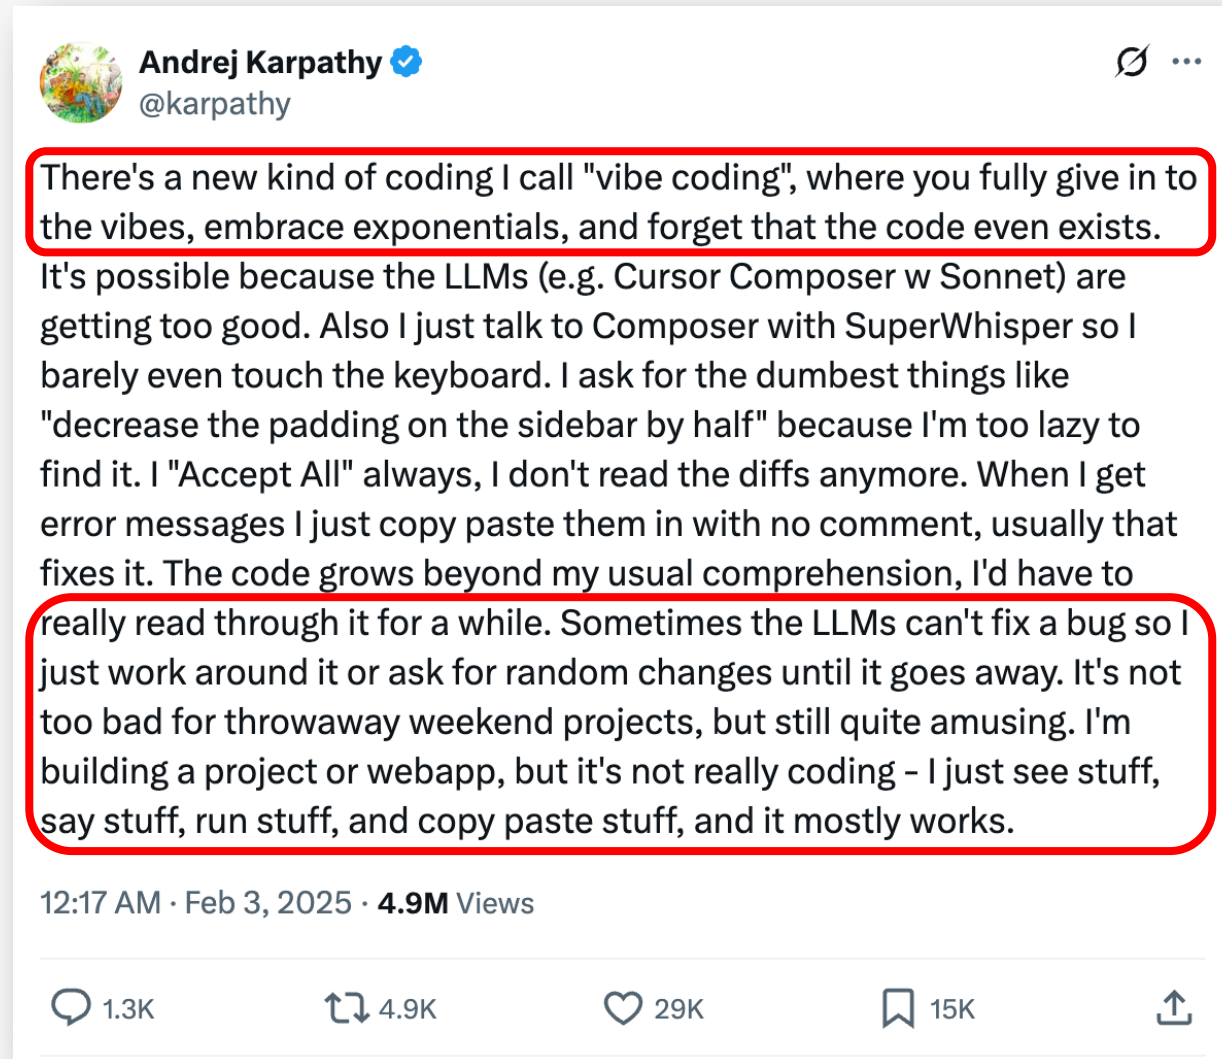 Andrej Karpathy
@karpathy
There's a new kind of coding I call "vibe coding", where you fully give in to
the vibes, embrace exponentials, and forget that the code even exists.
It's possible because the LLMs (e.g. Cursor Composer w Sonnet) are
getting too good. Also I just talk to Composer with SuperWhisper so I
barely even touch the keyboard. I ask for the dumbest things like
"decrease the padding on the sidebar by half" because I'm too lazy to
find it. I "Accept All" always, I don't read the diffs anymore. When I get
error messages I just copy paste them in with no comment, usually that
fixes it. The code grows beyond my usual comprehension, I'd have to
really read through it for a while. Sometimes the LLMs can't fix a bug so I
just work around it or ask for random changes until it goes away. It's not
too bad for throwaway weekend projects, but still quite amusing. I'm
building a project or webapp, but it's not really coding - I just see stuff,
say stuff, run stuff, and copy paste stuff, and it mostly works.
12:17 AM · Feb 3, 2025 · 4.9M Views
1.3K 4.9K 29K 15K